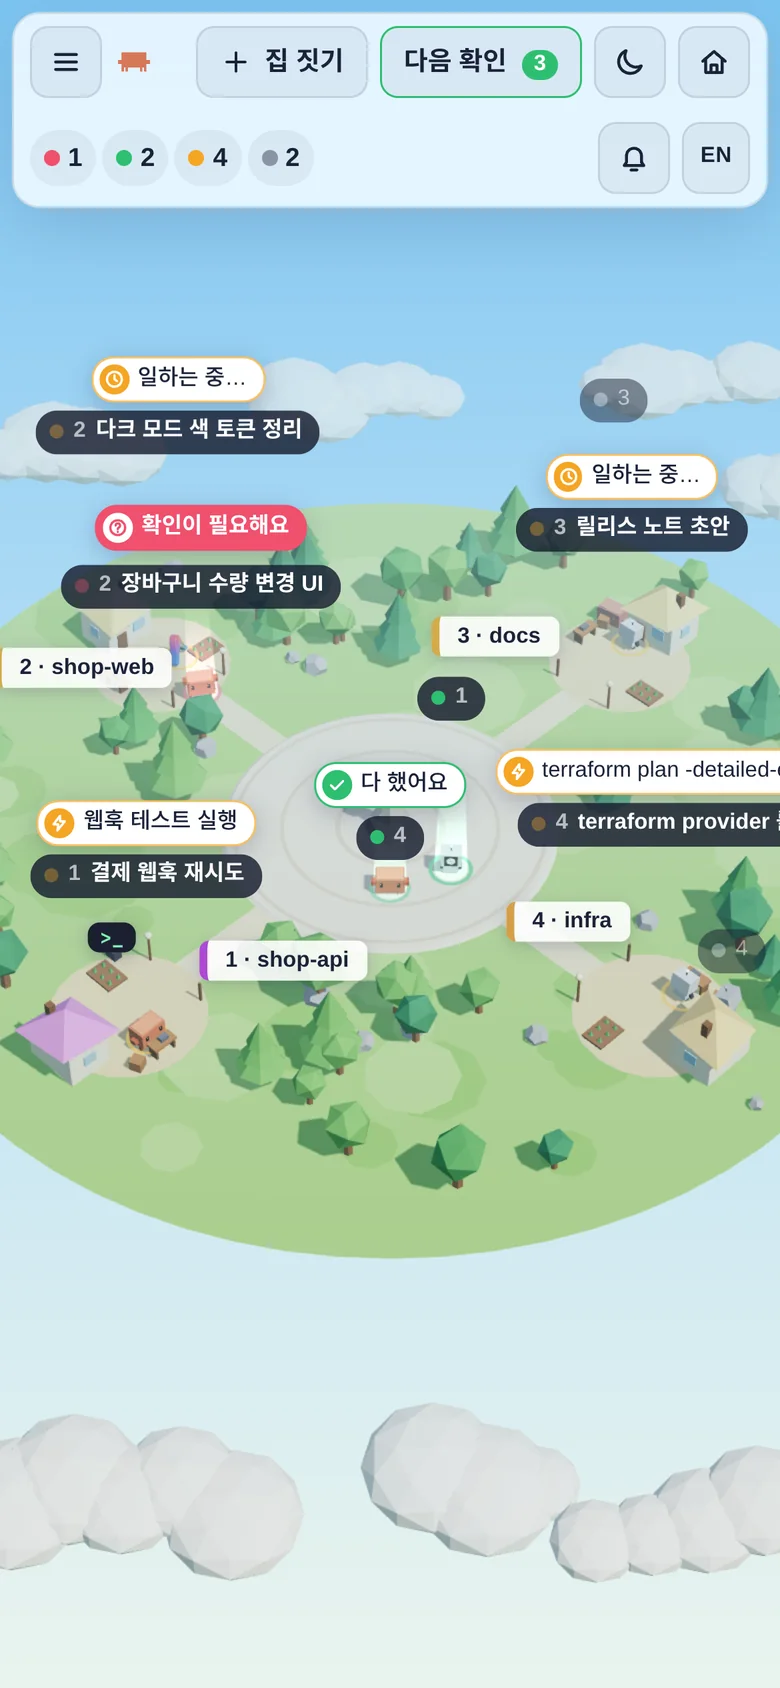 집 짓기
다음 확인 3
1 2 4 2
EN
일하는 중...
2 다크 모드 색 토큰 정리
3
일하는 중...
3 릴리스 노트 초안
확인이 필요해요
2 장바구니 수량 변경 UI
3 · docs
2 · shop-web
1
다 했어요
terraform plan -detailed-
4
4 terraform provider
웹훅 테스트 실행
1 결제 웹훅 재시도
4 · infra
>_
4
1 · shop-api